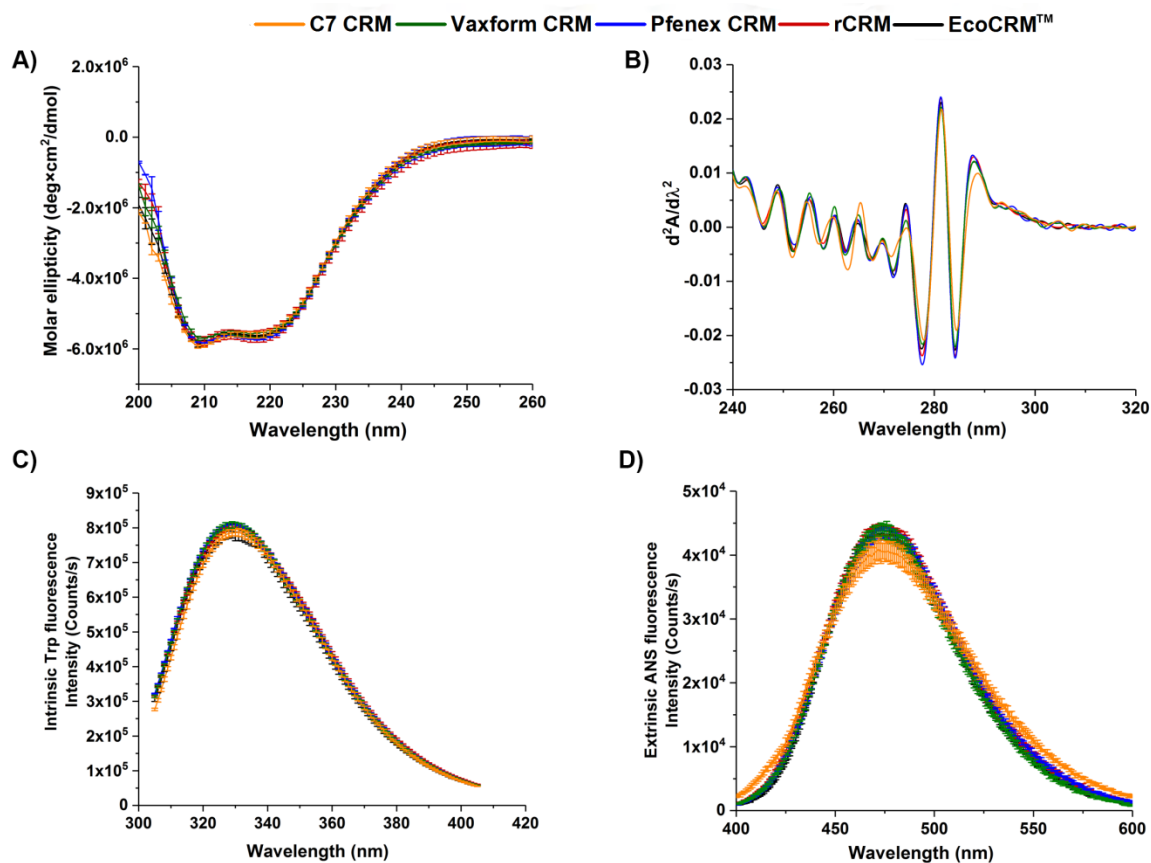 C7 CRM Vaxform CRM Pfenex CRM rCRM EcoCRM™
A)
2.0x10⁶
0.0
-2.0x10⁶
-4.0x10⁶
-6.0x10⁶
Molar ellipticity (deg×cm²/dmol)
200 210 220 230 240 250 260
Wavelength (nm)
B)
0.03
0.02
0.01
0.00
-0.01
-0.02
-0.03
d²A/dλ²
240 260 280 300 320
Wavelength (nm)
C)
9x10⁵
8x10⁵
7x10⁵
6x10⁵
5x10⁵
4x10⁵
3x10⁵
2x10⁵
1x10⁵
0
Intrinsic Trp fluorescence
Intensity (Counts/s)
300 320 340 360 380 400 420
Wavelength (nm)
D)
5x10⁴
4x10⁴
3x10⁴
2x10⁴
1x10⁴
0
Extrinsic ANS fluorescence
Intensity (Counts/s)
400 450 500 550 600
Wavelength (nm)